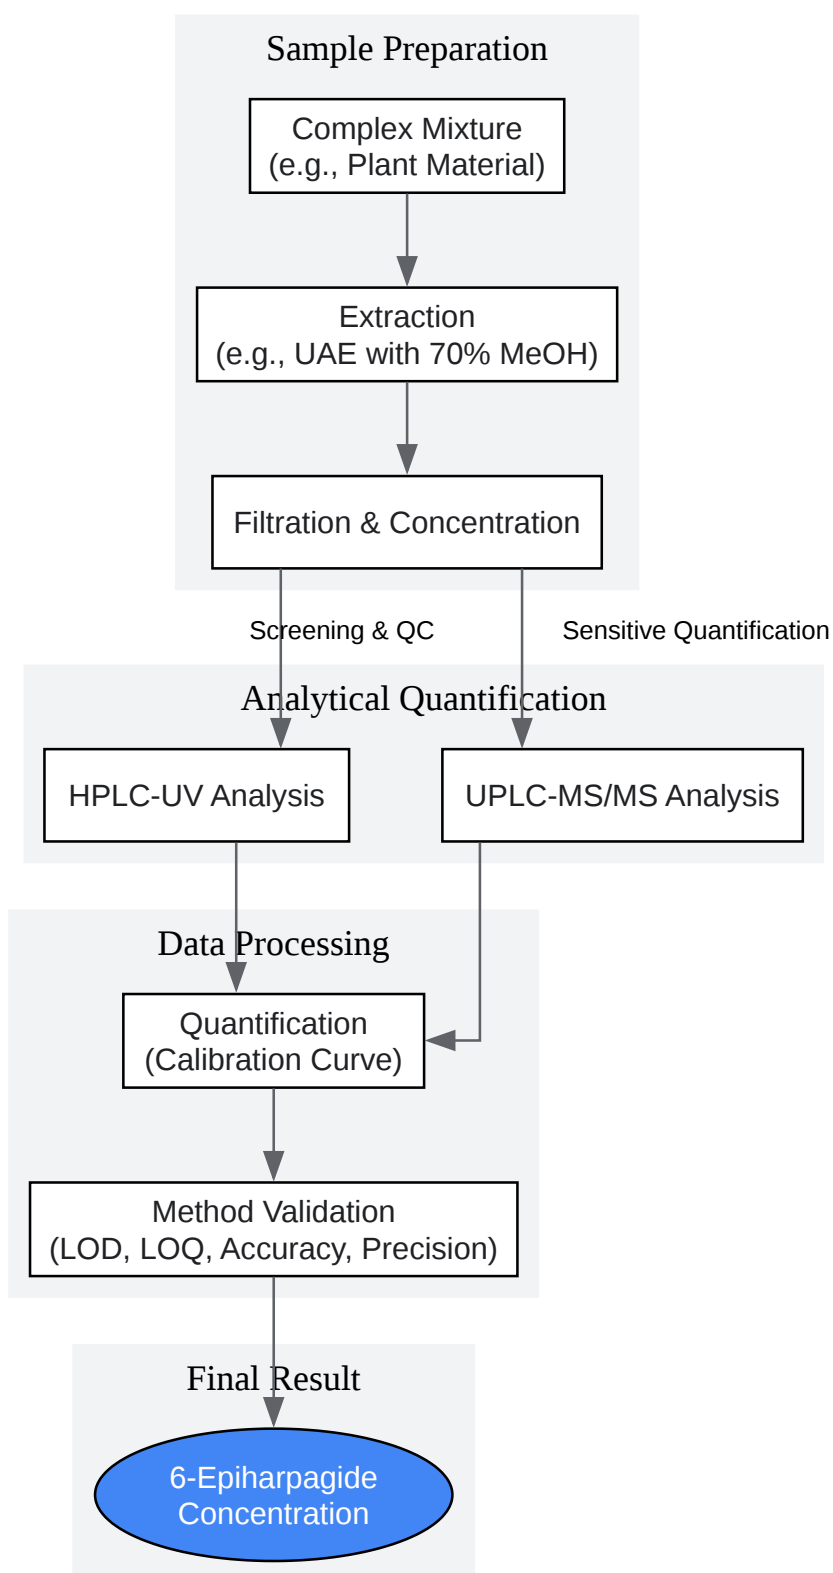 Sample Preparation
Complex Mixture
(e.g., Plant Material)
Extraction
(e.g., UAE with 70% MeOH)
Filtration & Concentration
Screening & QC
Sensitive Quantification
Analytical Quantification
HPLC-UV Analysis
UPLC-MS/MS Analysis
Data Processing
Quantification
(Calibration Curve)
Method Validation
(LOD, LOQ, Accuracy, Precision)
Final Result
6-Epiharpagide
Concentration